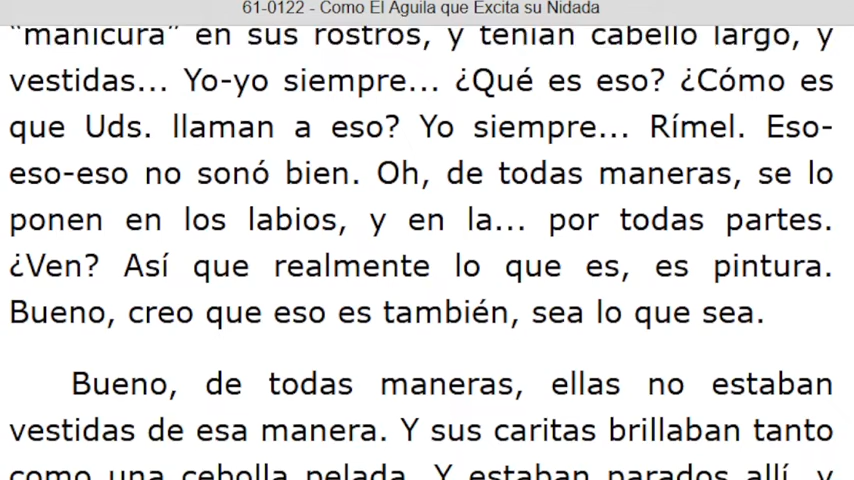 61-0122 - Como El Aguila que Excita su Nidada
“manicura” en sus rostros, y tenían cabello largo, y
vestidas... Yo-yo siempre... ¿Qué es eso? ¿Cómo es
que Uds. llaman a eso? Yo siempre... Rímel. Eso-
eso-eso no sonó bien. Oh, de todas maneras, se lo
ponen en los labios, y en la... por todas partes.
¿Ven? Así que realmente lo que es, es pintura.
Bueno, creo que eso es también, sea lo que sea.
Bueno, de todas maneras, ellas no estaban
vestidas de esa manera. Y sus caritas brillaban tanto
como una cebolla pelada. Y estaban parados allí, y